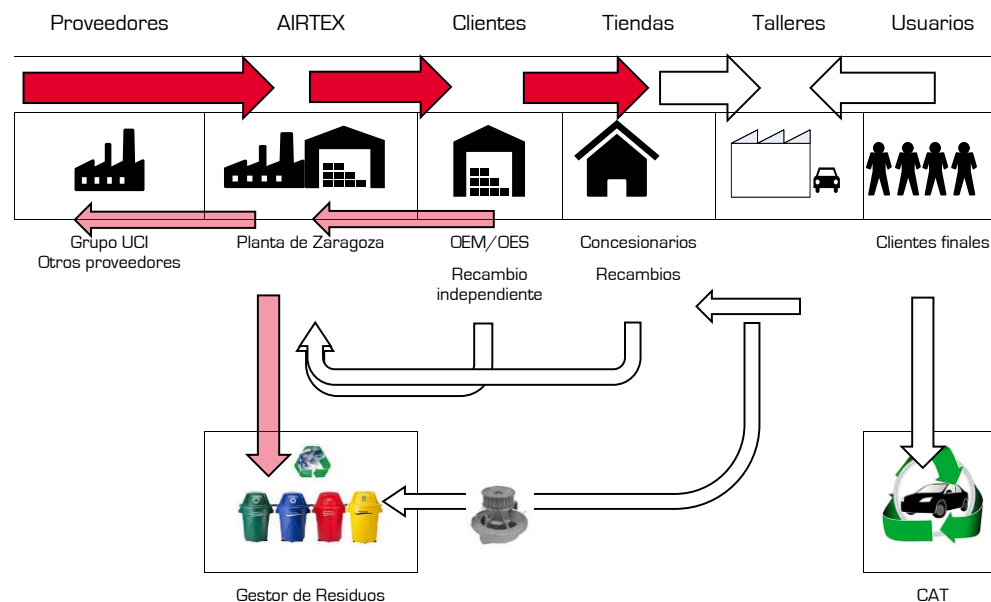 Proveedores
AIRTEX
Clientes
Tiendas
Talleres
Usuarios
Grupo UCI
Otros proveedores
Planta de Zaragoza
OEM/OES
Recambio
independiente
Concesionarios
Recambios
Clientes finales
Gestor de Residuos
CAT